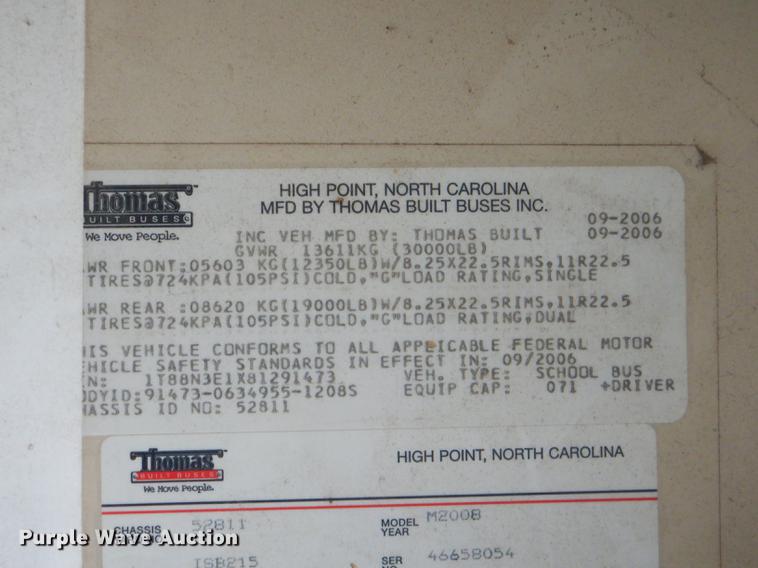 Thomas
BUILT BUSES
We Move People.
HIGH POINT, NORTH CAROLINA
MFD BY THOMAS BUILT BUSES INC.
09-2006
INC VEH MFD BY: THOMAS BUILT 09-2006
GVWR 13611KG (30000LB)
WR FRONT:05603 KG(12350LB)W/8.25X22.5RIMS,11R22.5
TIRES@724KPA(105PSI)COLD,"G"LOAD RATING,SINGLE
WR REAR :08620 KG(19000LB)W/8.25X22.5RIMS,11R22.5
TIRES@724KPA(105PSI)COLD,"G"LOAD RATING,DUAL
HIS VEHICLE CONFORMS TO ALL APPLICABLE FEDERAL MOTOR
EHICLE SAFETY STANDARDS IN EFFECT IN: 09/2006
IN: 1T88N3E1X81291473 VEH. TYPE: SCHOOL BUS
ODYID:91473-0634955-1208S EQUIP CAP: 071 +DRIVER
HASSIS ID NO: 52811
Thomas
BUILT BUSES
We Move People.
HIGH POINT, NORTH CAROLINA
CHASSIS 52811 MODEL YEAR M2008
ISB215 SER NO 46658054
Purple Wave Auction